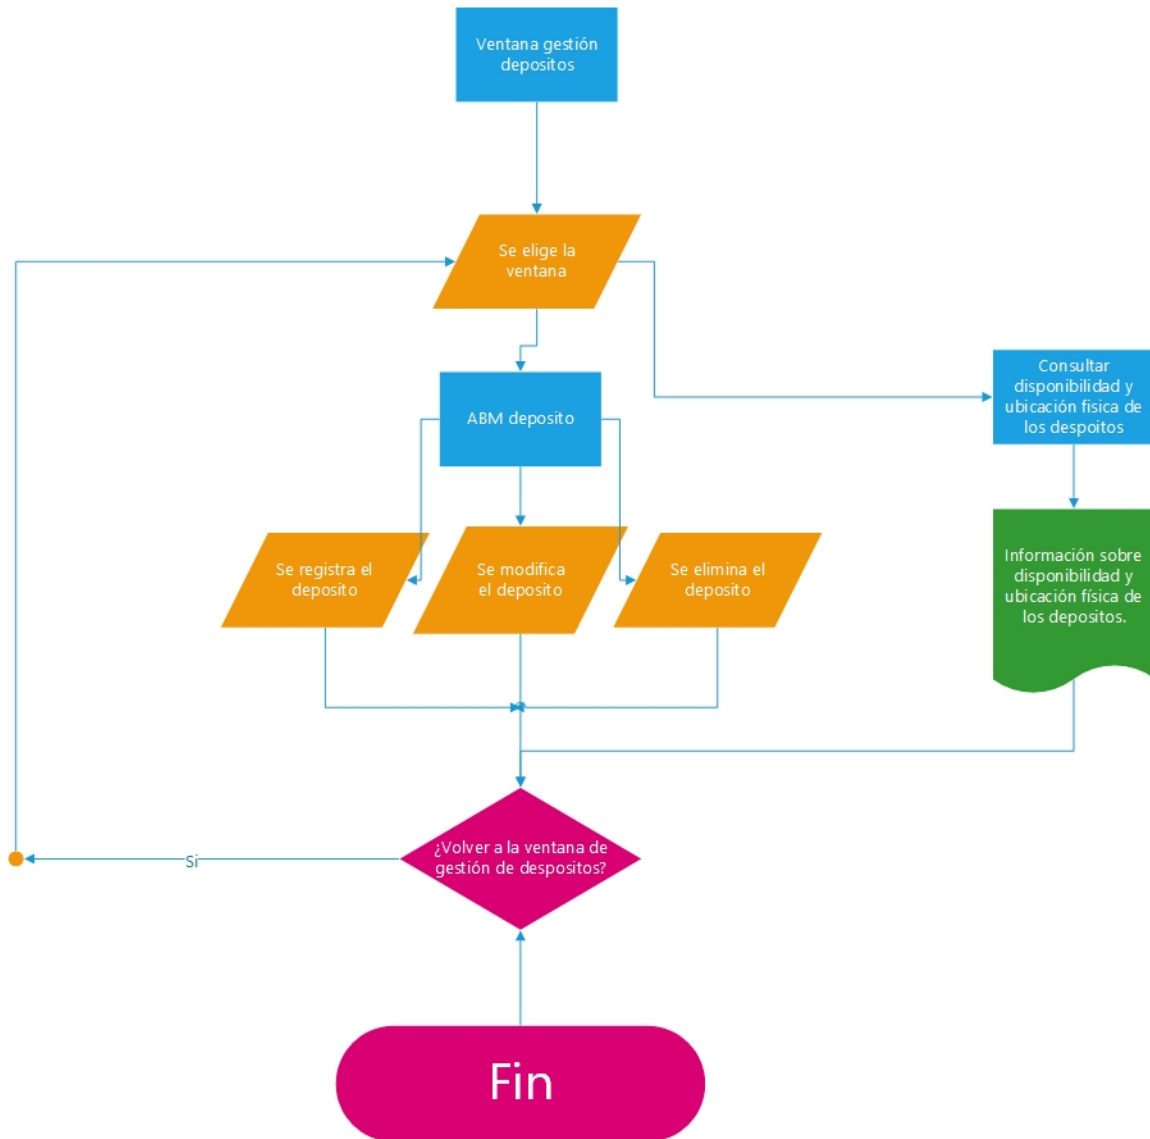 Ventana gestión
depositos
Se elige la
ventana
Consultar
disponibilidad y
ubicación fisica de
los despoitos
ABM deposito
Se registra el
deposito
Se modifica
el deposito
Se elimina el
deposito
Información sobre
disponibilidad y
ubicación física de
los depositos.
¿Volver a la ventana de
gestión de despositos?
Si
Fin